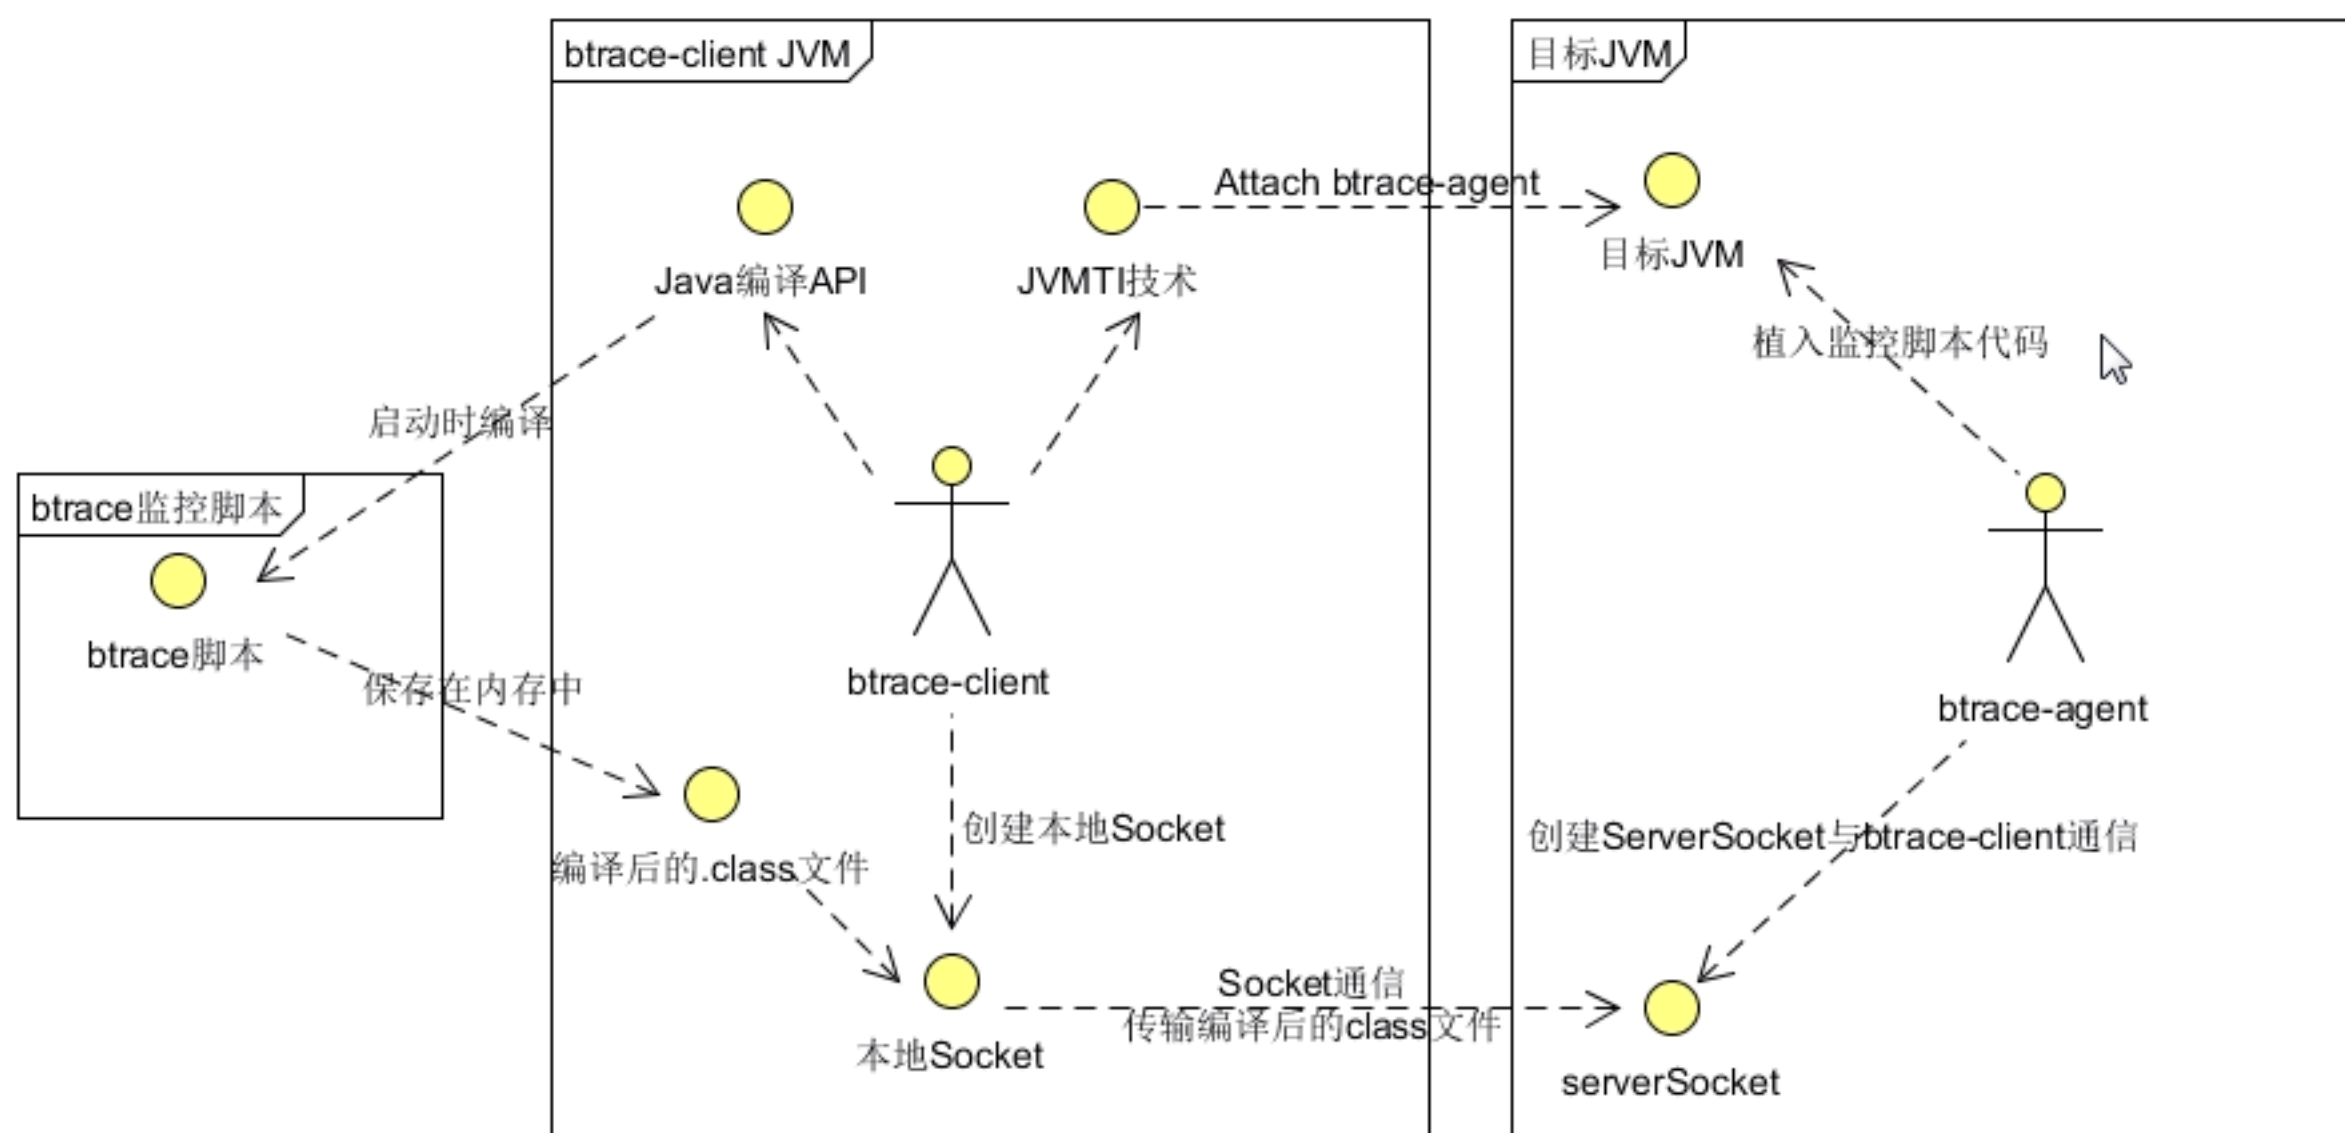 btrace-client JVM
目标JVM
Attach btrace-agent
目标JVM
Java编译API
JVMTI技术
植入监控脚本代码
启动时编译
btrace监控脚本
btrace脚本
保存在内存中
btrace-client
btrace-agent
创建本地Socket
创建ServerSocket与btrace-client通信
编译后的.class文件
Socket通信
传输编译后的class文件
本地Socket
serverSocket